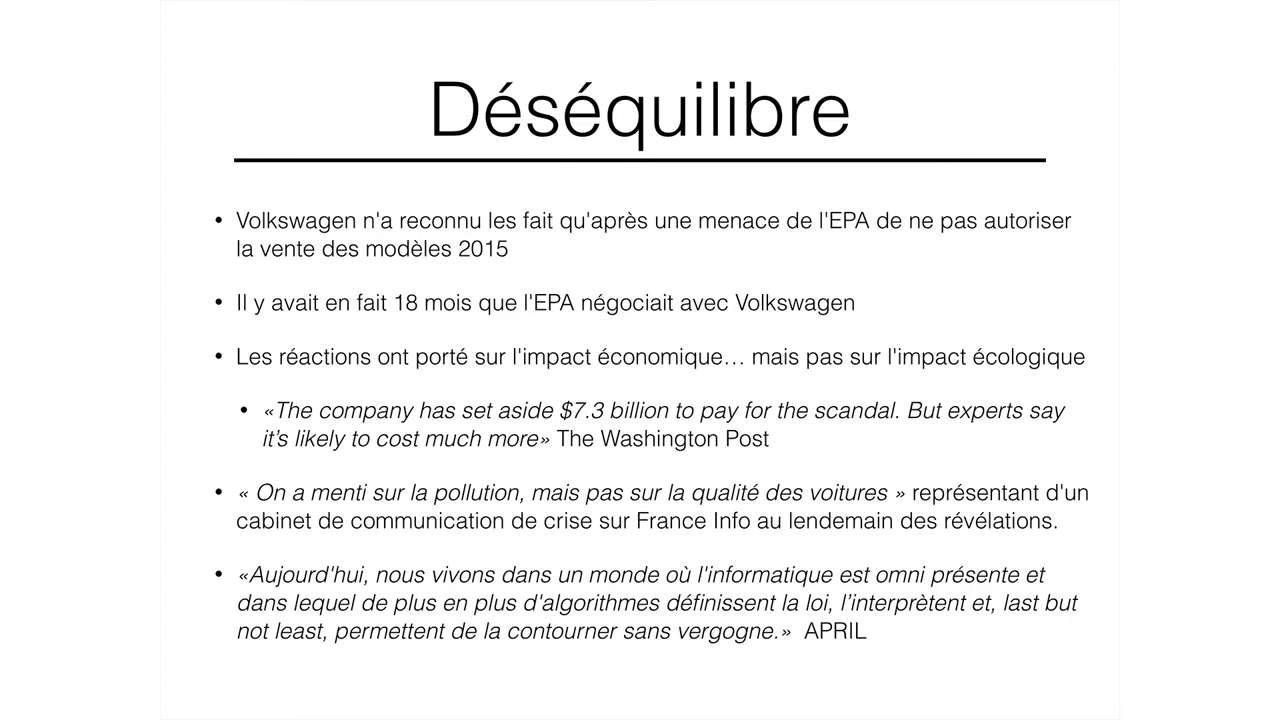 Déséquilibre
• Volkswagen n'a reconnu les fait qu'après une menace de l'EPA de ne pas autoriser
la vente des modèles 2015
• Il y avait en fait 18 mois que l'EPA négociait avec Volkswagen
• Les réactions ont porté sur l'impact économique… mais pas sur l'impact écologique
• «The company has set aside $7.3 billion to pay for the scandal. But experts say
it’s likely to cost much more» The Washington Post
• « On a menti sur la pollution, mais pas sur la qualité des voitures » représentant d'un
cabinet de communication de crise sur France Info au lendemain des révélations.
• «Aujourd'hui, nous vivons dans un monde où l'informatique est omni présente et
dans lequel de plus en plus d'algorithmes définissent la loi, l’interprètent et, last but
not least, permettent de la contourner sans vergogne.» APRIL